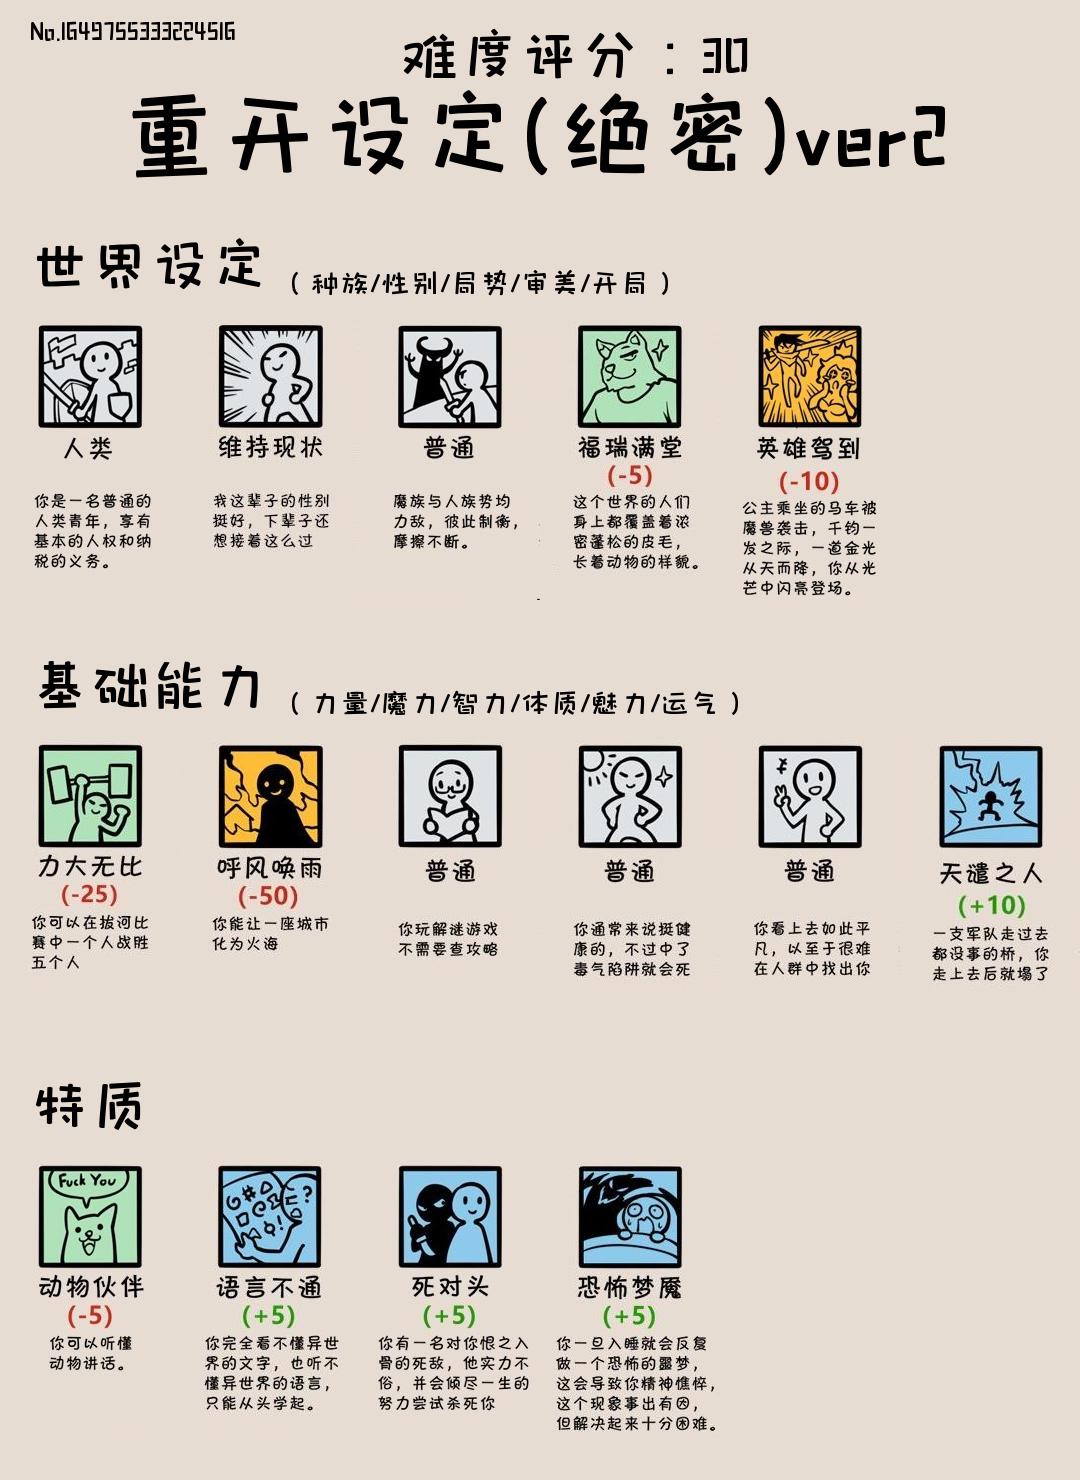 No.1649755333224516
难度评分：30
重开设定(绝密)ver2
世界设定
（种族/性别/局势/审美/开局）
人类
维持现状
普通
福瑞满堂
(-5)
英雄驾到
(-10)
你是一名普通的
人类青年，享有
基本的人权和纳
税的义务。
我这辈子的性别
挺好，下辈子还
想接着这么过
魔族与人族势均
力敌，彼此制衡，
摩擦不断。
这个世界的人们
身上都覆盖着浓
密蓬松的皮毛，
长着动物的样貌。
公主乘坐的马车被
魔兽袭击，千钧一
发之际，一道金光
从天而降，你从光
芒中闪亮登场。
基础能力
（力量/魔力/智力/体质/魅力/运气）
力大无比
(-25)
你可以在拔河比
赛中一个人战胜
五个人
呼风唤雨
(-50)
你能让一座城市
化为火海
普通
你玩解谜游戏
不需要查攻略
普通
你通常来说挺健
康的，不过中了
毒气陷阱就会死
普通
你看上去如此平
凡，以至于很难
在人群中找出你
天谴之人
(+10)
一支军队走过去
都没事的桥，你
走上去后就塌了
特质
Fuck You
动物伙伴
(-5)
你可以听懂
动物讲话。
语言不通
(+5)
你完全看不懂异世
界的文字，也听不
懂异世界的语言，
只能从头学起。
死对头
(+5)
你有一名对你恨之入
骨的死敌，他实力不
俗，并会倾尽一生的
努力尝试杀死你
恐怖梦魇
(+5)
你一旦入睡就会反复
做一个恐怖的噩梦，
这会导致你精神憔悴，
这个现象事出有因，
但解决起来十分困难。